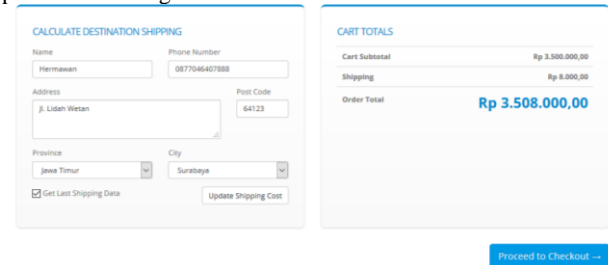 CALCULATE DESTINATION SHIPPING
Name Phone Number
Hermawan 0877046407888
Address Post Code
Jl. Lidah Wetan 64123
Province City
Jawa Timur Surabaya
Get Last Shipping Data Update Shipping Cost
CART TOTALS
Cart Subtotal Rp 3.500.000,00
Shipping Rp 8.000,00
Order Total Rp 3.508.000,00
Proceed to Checkout →